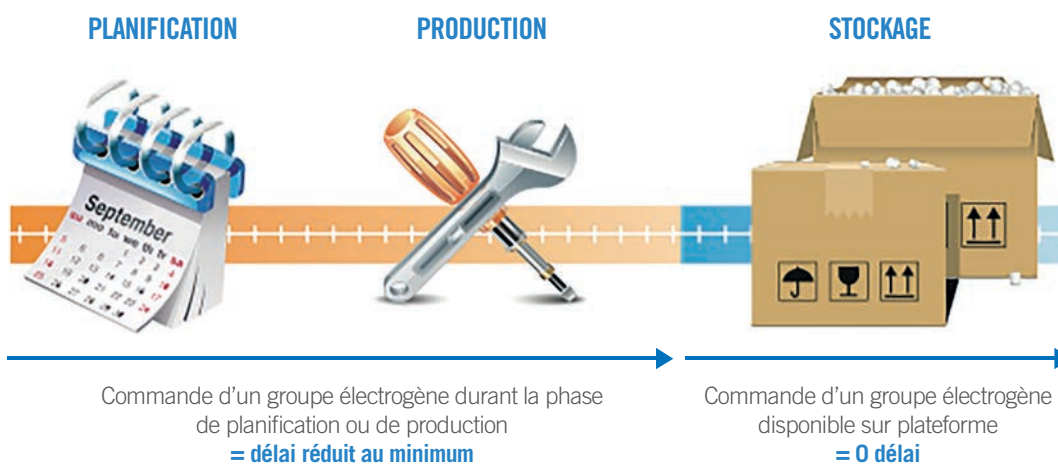 PLANIFICATION
PRODUCTION
STOCKAGE
September
Commande d’un groupe électrogène durant la phase
de planification ou de production
= délai réduit au minimum
Commande d’un groupe électrogène
disponible sur plateforme
= 0 délai